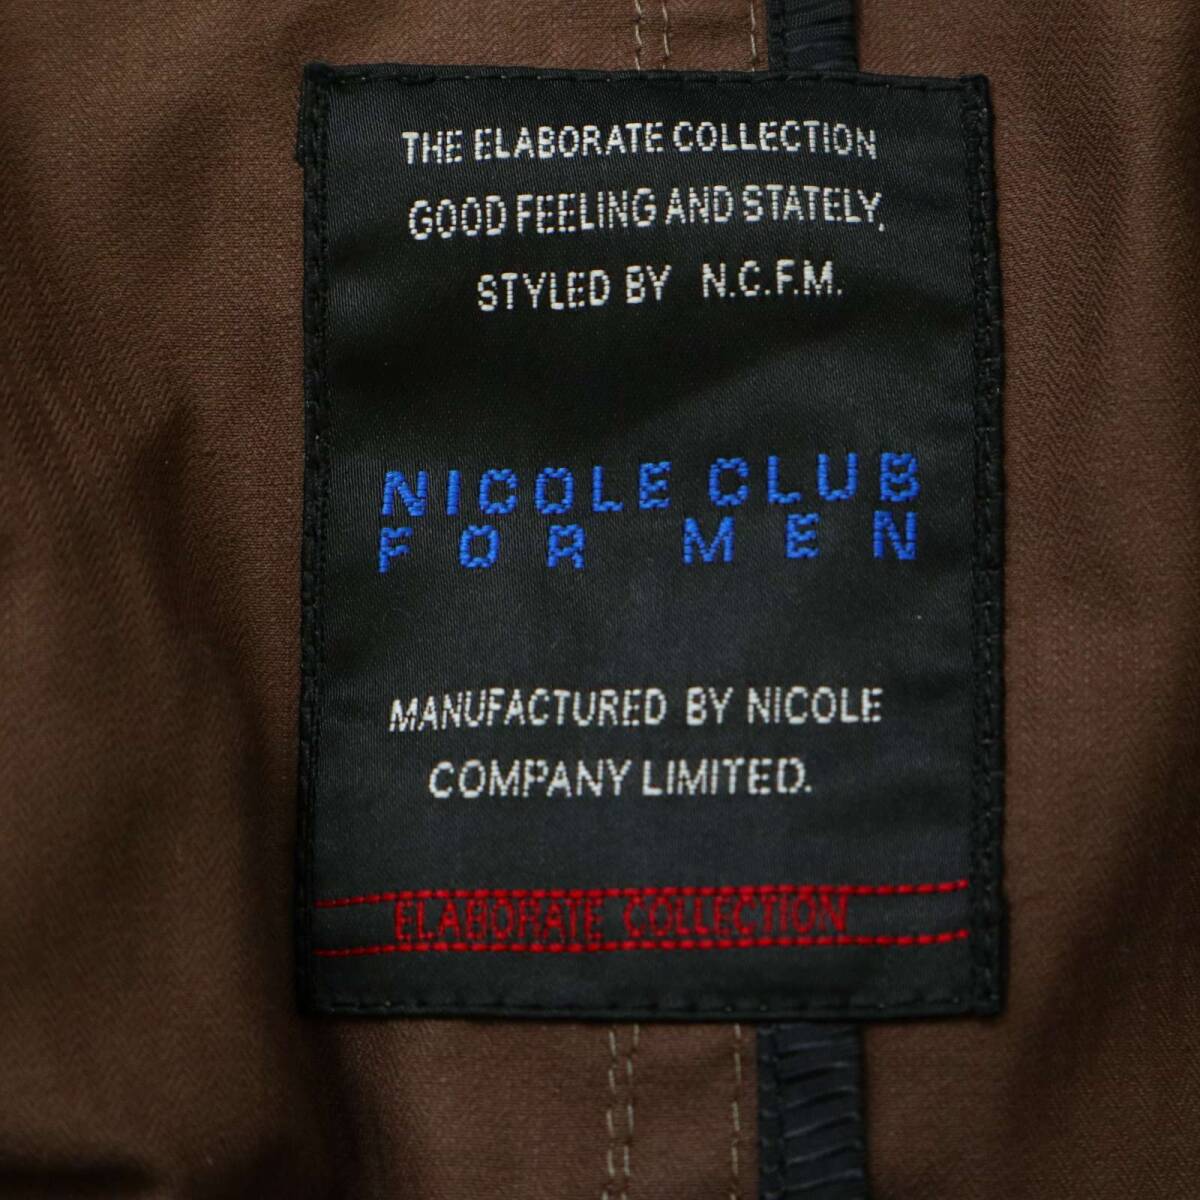 THE ELABORATE COLLECTION
GOOD FEELING AND STATELY,
STYLED BY N.C.F.M.
NICOLE CLUB
FOR MEN
MANUFACTURED BY NICOLE
COMPANY LIMITED.
ELABORATE COLLECTION